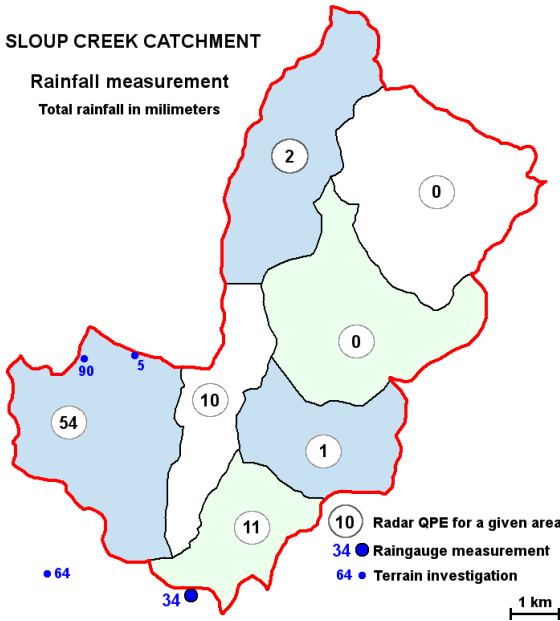 SLOUP CREEK CATCHMENT
Rainfall measurement
Total rainfall in milimeters
2
0
0
90
5
10
54
1
11
10 Radar QPE for a given area
34 Raingauge measurement
64 Terrain investigation
64
34
1 km